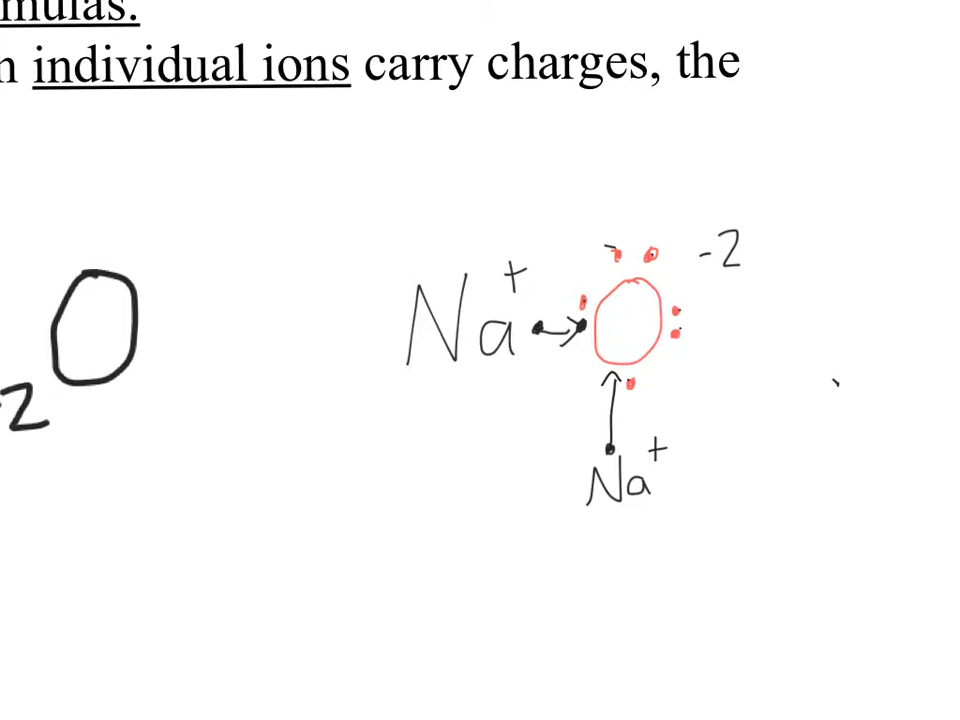 mulas.
n individual ions carry charges, the
2O
Na+ O -2
Na+